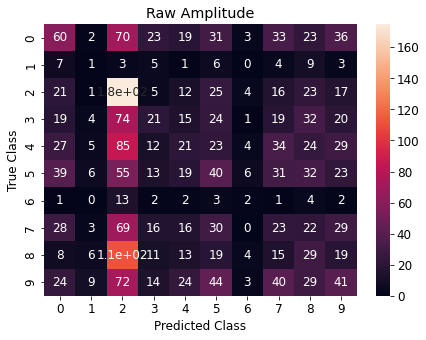 Raw Amplitude
0 60 2 70 23 19 31 3 33 23 36
1 7 1 3 5 1 6 0 4 9 3
2 21 1 1.8e+02 5 12 25 4 16 23 17
3 19 4 74 21 15 24 1 19 32 20
4 27 5 85 12 21 23 4 34 24 29
5 39 6 55 13 19 40 6 31 32 23
6 1 0 13 2 2 3 2 1 4 2
7 28 3 69 16 16 30 0 23 22 29
8 8 6 1.1e+02 11 13 19 4 15 29 19
9 24 9 72 14 24 44 3 40 29 41
0 1 2 3 4 5 6 7 8 9
Predicted Class
True Class
160
140
120
100
80
60
40
20
0